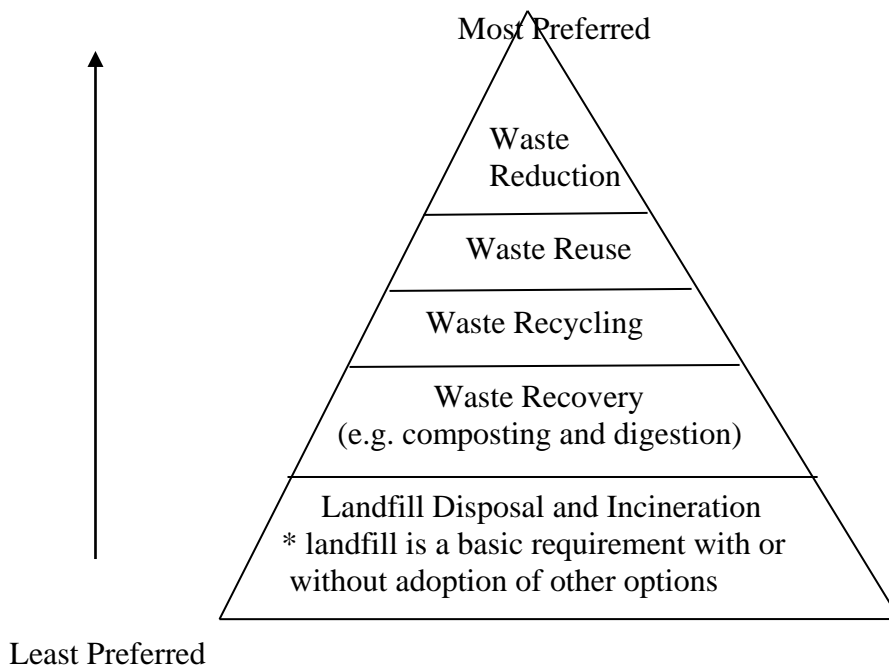 Most Preferred
Waste
Reduction
Waste Reuse
Waste Recycling
Waste Recovery
(e.g. composting and digestion)
Landfill Disposal and Incineration
* landfill is a basic requirement with or
without adoption of other options
Least Preferred